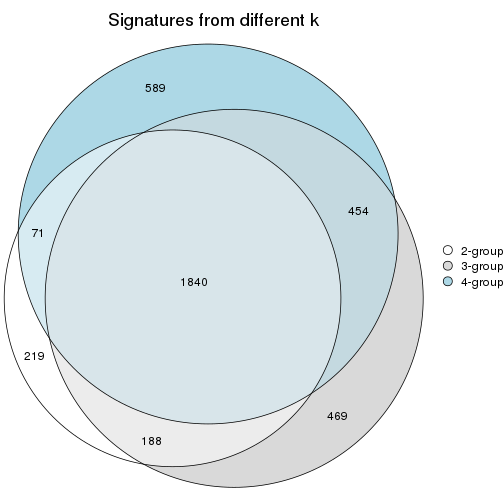 Signatures from different k
589
454
71
1840
219
469
188
2-group
3-group
4-group